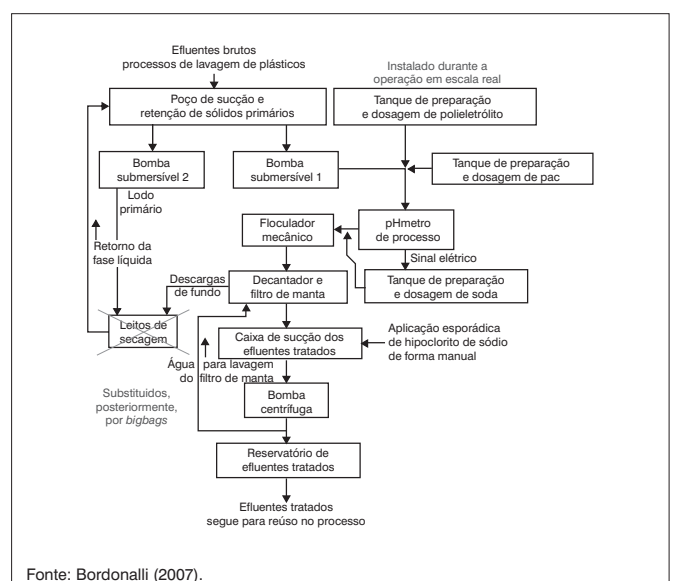 Efluentes brutos
processos de lavagem de plásticos
Instalado durante a
operação em escala real
Poço de sucção e
retenção de sólidos primários
Tanque de preparação
e dosagem de polieletrólito
Bomba
submersível 2
Bomba
submersível 1
Tanque de preparação
e dosagem de pac
Lodo
primário
Floculador
mecânico
pHmetro
de processo
Retorno da
fase líquida
Sinal elétrico
Descargas
de fundo
Decantador e
filtro de manta
Tanque de preparação
e dosagem de soda
Leitos de
secagem
Caixa de sucção dos
efluentes tratados
Aplicação esporádica
de hipoclorito de sódio
de forma manual
Água para lavagem
do filtro de manta
Substituidos,
posteriormente,
por bigbags
Bomba
centrífuga
Reservatório de
efluentes tratados
Efluentes tratados
segue para reúso no processo
Fonte: Bordonalli (2007).